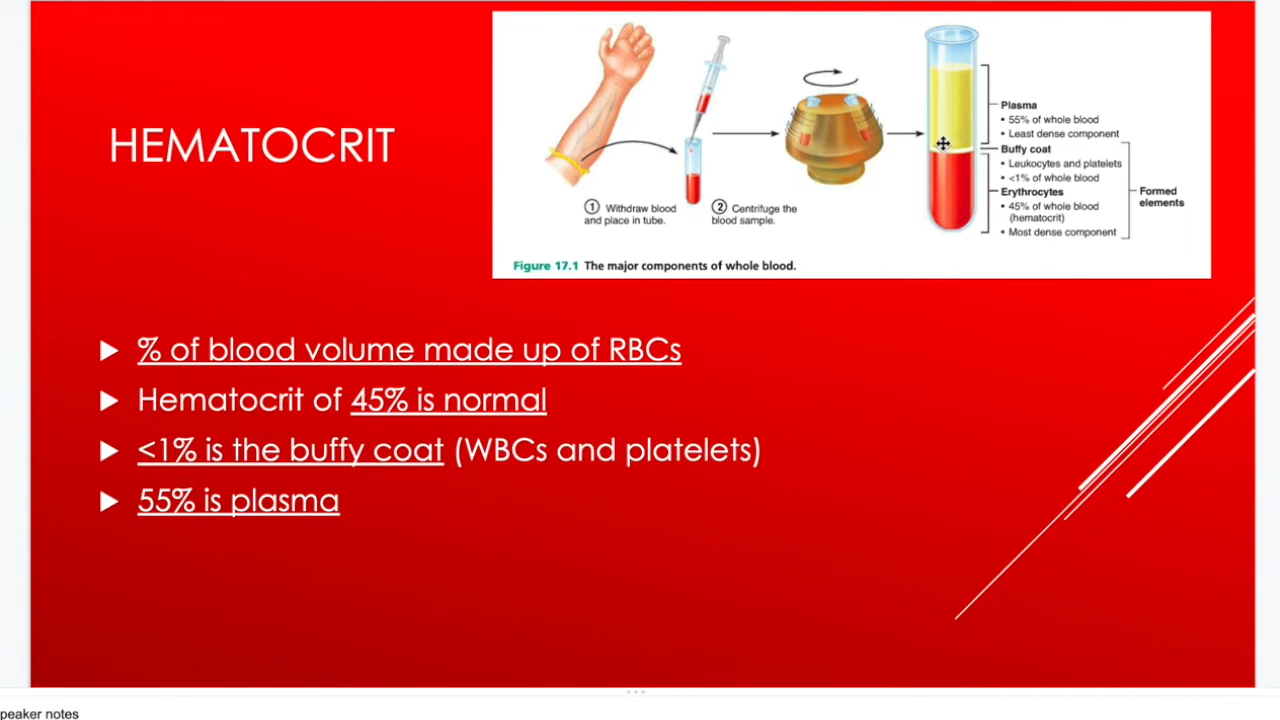 HEMATOCRIT
① Withdraw blood
and place in tube.
② Centrifuge the
blood sample.
Plasma
• 55% of whole blood
• Least dense component
Buffy coat
• Leukocytes and platelets
• <1% of whole blood
Erythrocytes
• 45% of whole blood
(hematocrit)
• Most dense component
Formed
elements
Figure 17.1 The major components of whole blood.
▶ % of blood volume made up of RBCs
▶ Hematocrit of 45% is normal
▶ <1% is the buffy coat (WBCs and platelets)
▶ 55% is plasma
peaker notes